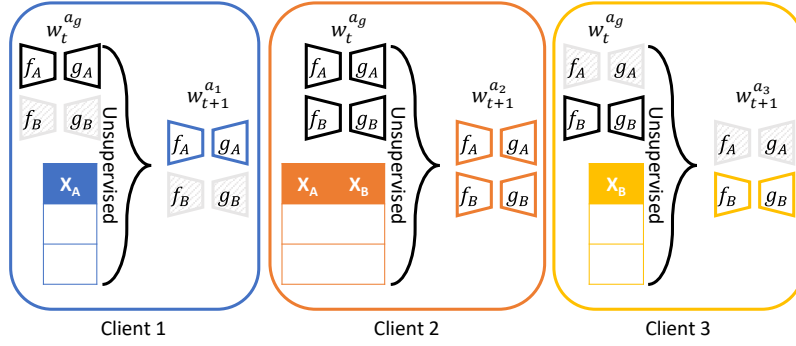 w_t^{a_g}
f_A g_A
f_B g_B
X_A
Unsupervised
w_{t+1}^{a_1}
f_A g_A
f_B g_B
Client 1
w_t^{a_g}
f_A g_A
f_B g_B
X_A X_B
Unsupervised
w_{t+1}^{a_2}
f_A g_A
f_B g_B
Client 2
w_t^{a_g}
f_A g_A
f_B g_B
X_B
Unsupervised
w_{t+1}^{a_3}
f_A g_A
f_B g_B
Client 3